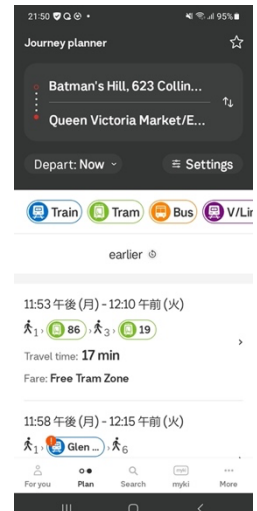 21:50 95%
Journey planner
Batman's Hill, 623 Collin...
Queen Victoria Market/E...
Depart: Now Settings
Train Tram Bus V/Lin
earlier
11:53 午後 (月) - 12:10 午前 (火)
1 › 86 › 3 › 19
Travel time: 17 min
Fare: Free Tram Zone
11:58 午後 (月) - 12:15 午前 (火)
1 › Glen ... › 6
For you Plan Search myki More